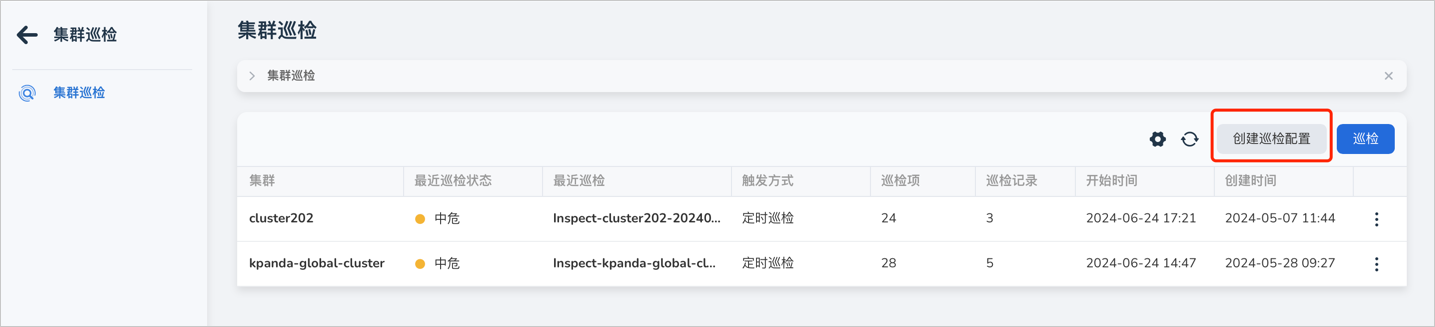 集群巡检
集群巡检
集群巡检
集群巡检
创建巡检配置 巡检
集群 最近巡检状态 最近巡检 触发方式 巡检项 巡检记录 开始时间 创建时间
cluster202 中危 Inspect-cluster202-20240... 定时巡检 24 3 2024-06-24 17:21 2024-05-07 11:44
kpanda-global-cluster 中危 Inspect-kpanda-global-cl... 定时巡检 28 5 2024-06-24 14:47 2024-05-28 09:27